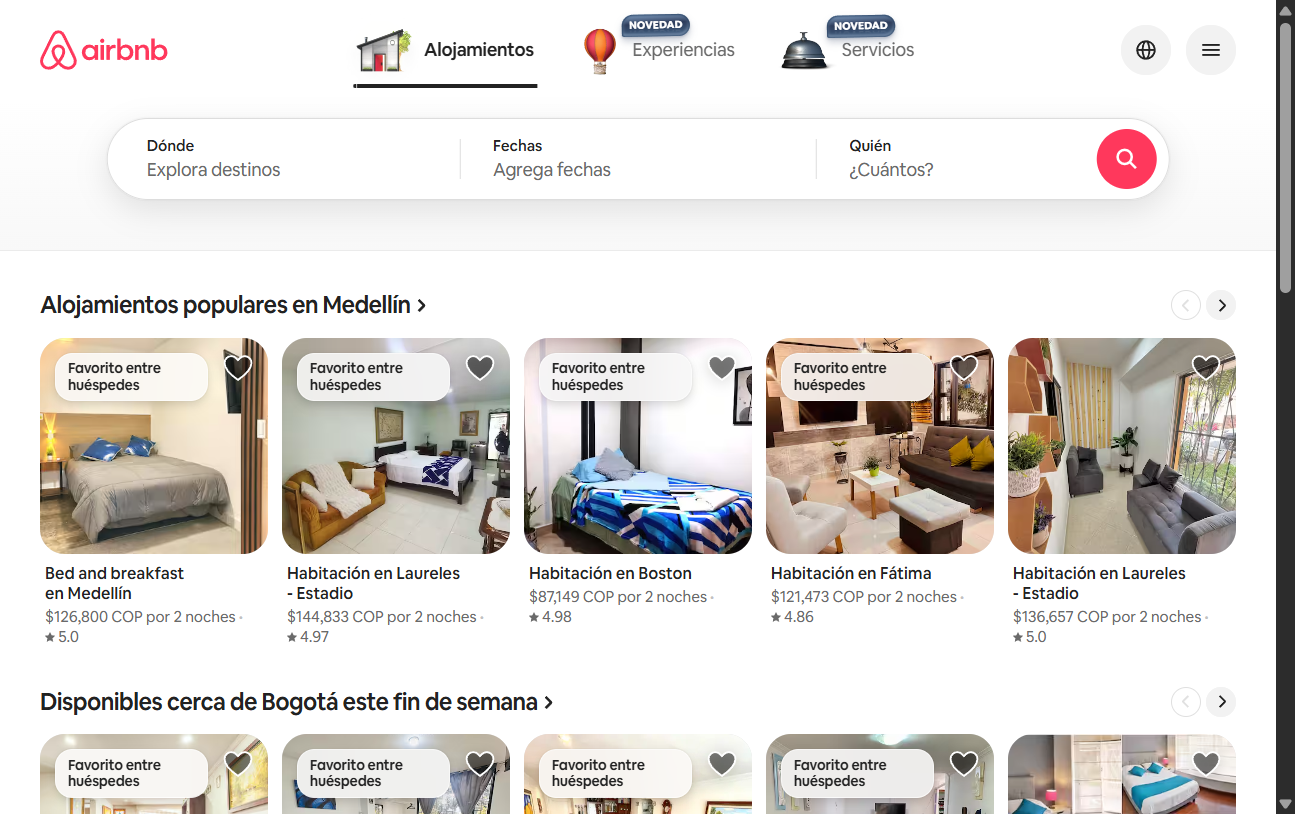 airbnb
Alojamientos
NOVEDAD
Experiencias
NOVEDAD
Servicios
Dónde
Explora destinos
Fechas
Agrega fechas
Quién
¿Cuántos?
Alojamientos populares en Medellín
Favorito entre
huéspedes
Favorito entre
huéspedes
Favorito entre
huéspedes
Favorito entre
huéspedes
Bed and breakfast
en Medellín
$126,800 COP por 2 noches ·
★ 5.0
Habitación en Laureles
- Estadio
$144,833 COP por 2 noches ·
★ 4.97
Habitación en Boston
$87,149 COP por 2 noches ·
★ 4.98
Habitación en Fátima
$121,473 COP por 2 noches ·
★ 4.86
Habitación en Laureles
- Estadio
$136,657 COP por 2 noches ·
★ 5.0
Disponibles cerca de Bogotá este fin de semana
Favorito entre
huéspedes
Favorito entre
huéspedes
Favorito entre
huéspedes
Favorito entre
huéspedes